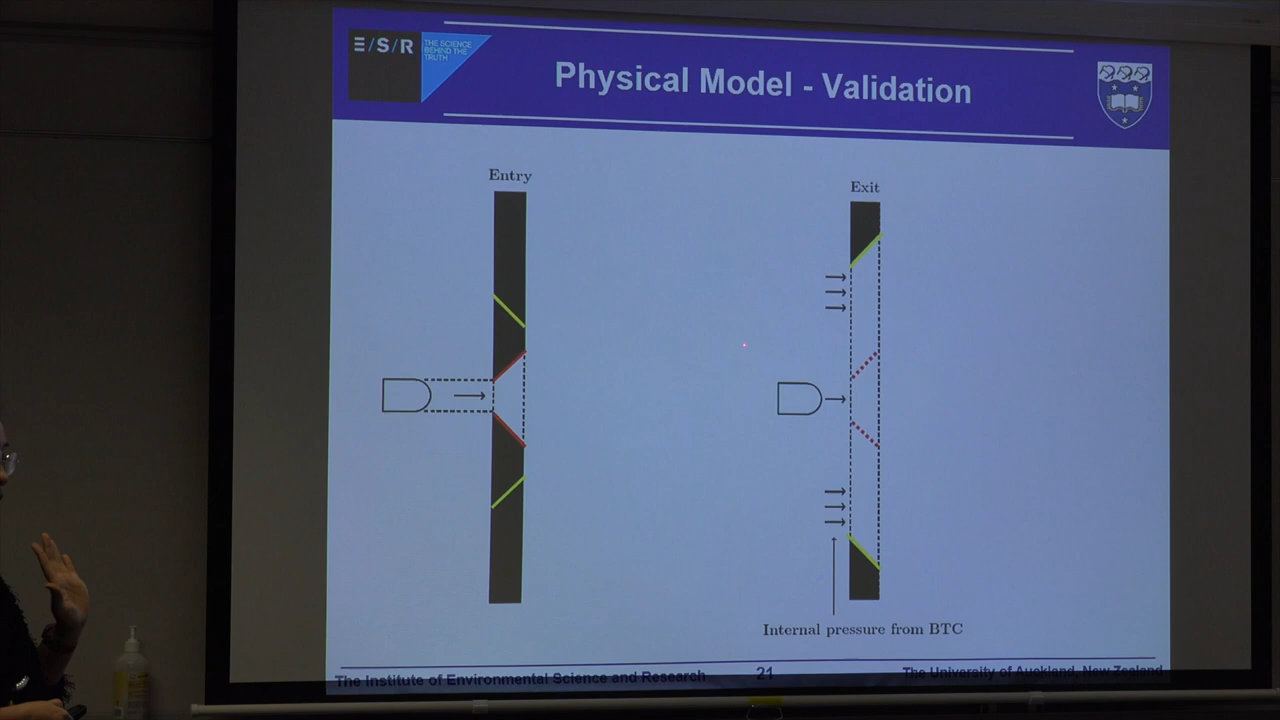 E/S/R
THE SCIENCE
BEHIND THE
TRUTH
Physical Model - Validation
Entry
Exit
Internal pressure from BTC
The Institute of Environmental Science and Research
21
The University of Auckland, New Zealand